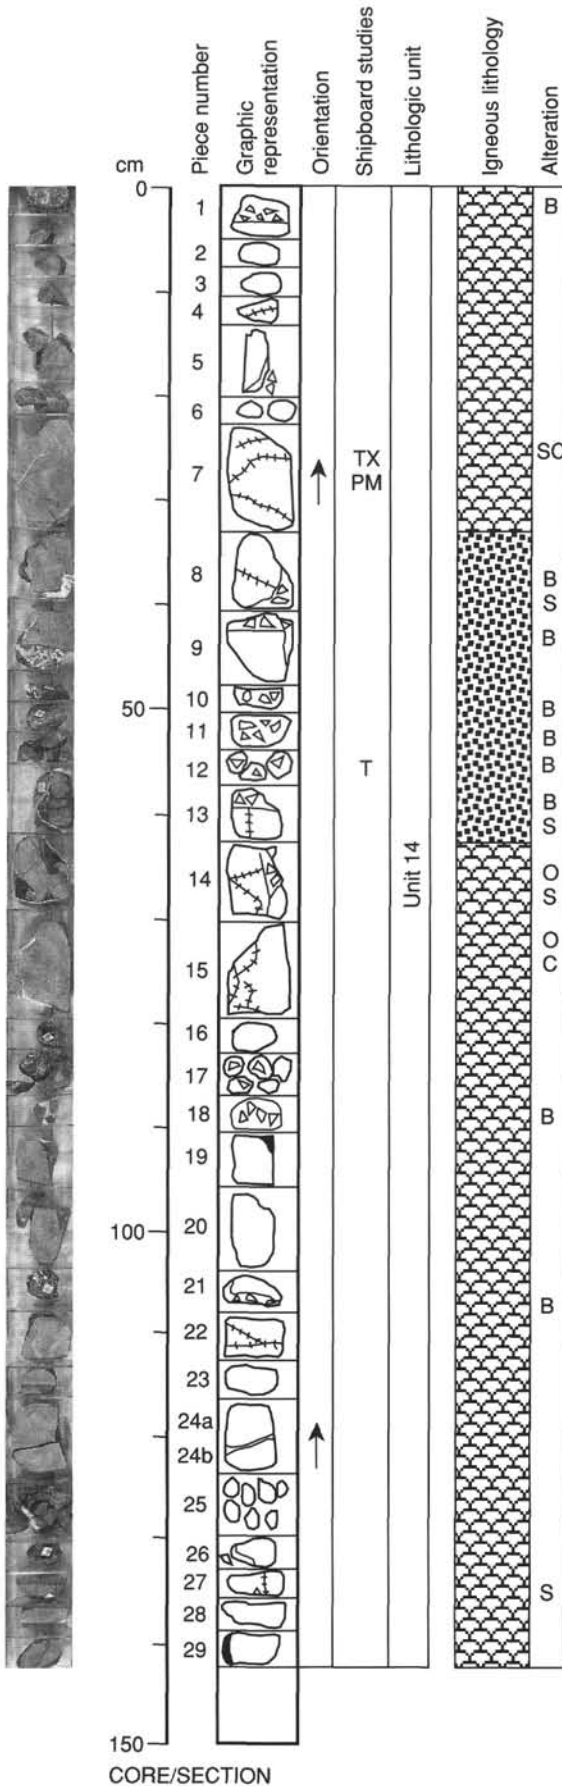 cm
Piece number
Graphic
representation
Orientation
Shipboard studies
Lithologic unit
Igneous lithology
Alteration
0
1
B
2
3
4
5
6
7
TX
PM
SC
8
B
S
9
B
10
50
B
11
B
12
T
B
13
B
S
Unit 14
14
O
S
15
O
C
16
17
18
B
19
20
100
21
B
22
23
24a
24b
25
26
27
S
28
29
150
CORE/SECTION